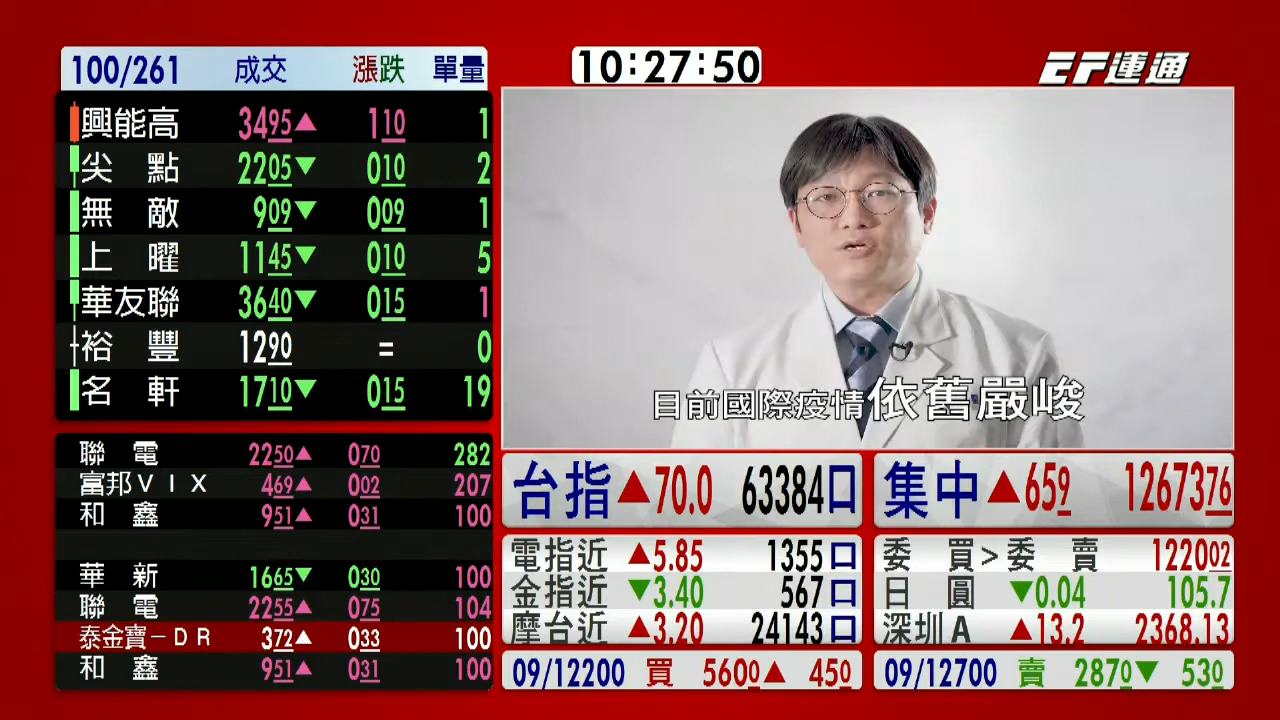 100/261 成交 漲跌 單量
興能高 3495▲ 110 1
尖點 2205▼ 010 2
無敵 909▼ 009 1
上曜 1145▼ 010 5
華友聯 3640▼ 015 1
裕豐 1290 = 0
名軒 1710▼ 015 19
聯電 2250▲ 070 282
富邦VIX 469▲ 002 207
和鑫 951▲ 031 100
華新 1665▼ 030 100
聯電 2255▲ 075 104
泰金寶-DR 372▲ 033 100
和鑫 951▲ 031 100
10:27:50
EF運通
目前國際疫情依舊嚴峻
台指▲70.0 63384口
集中▲659 1267376
電指近 ▲5.85 1355口
金指近 ▼3.40 567口
摩台近 ▲3.20 24143口
委買>委賣 122002
日圓 ▼0.04 105.7
深圳A ▲13.2 2368.13
09/12200 買 5600▲ 450
09/12700 賣 2870▼ 530